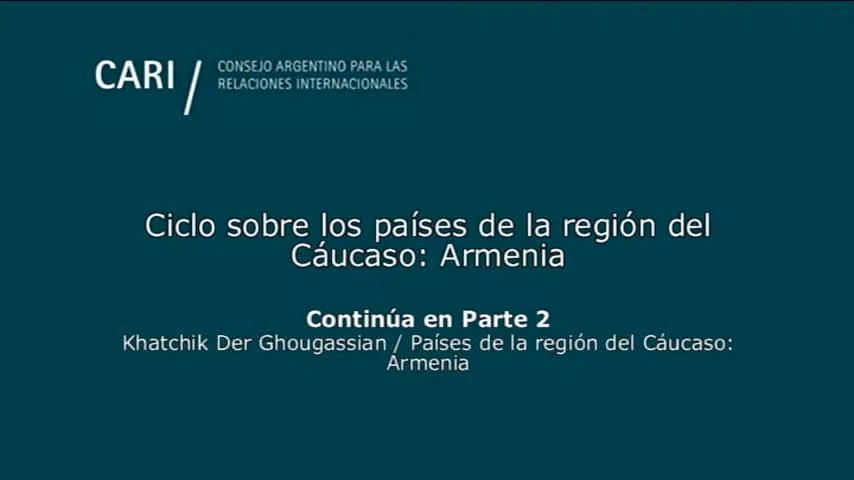 CARI /
CONSEJO ARGENTINO PARA LAS
RELACIONES INTERNACIONALES
Ciclo sobre los países de la región del
Cáucaso: Armenia
Continúa en Parte 2
Khatchik Der Ghougassian / Países de la región del Cáucaso:
Armenia